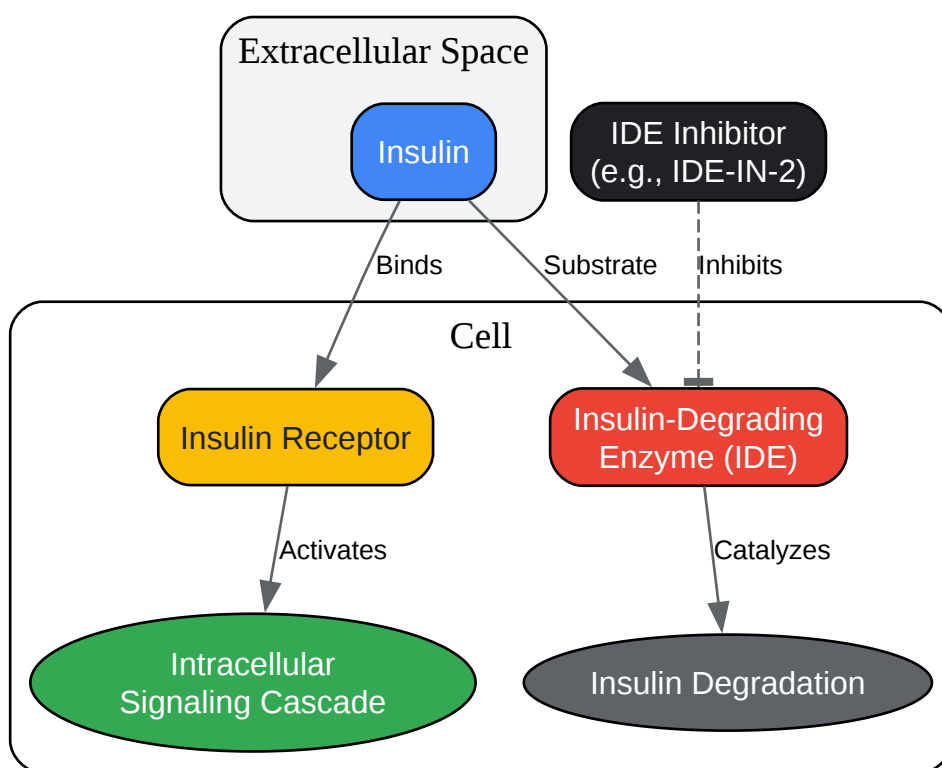 Extracellular Space
Insulin
IDE Inhibitor
(e.g., IDE-IN-2)
Binds
Substrate
Inhibits
Cell
Insulin Receptor
Insulin-Degrading
Enzyme (IDE)
Activates
Catalyzes
Intracellular
Signaling Cascade
Insulin Degradation